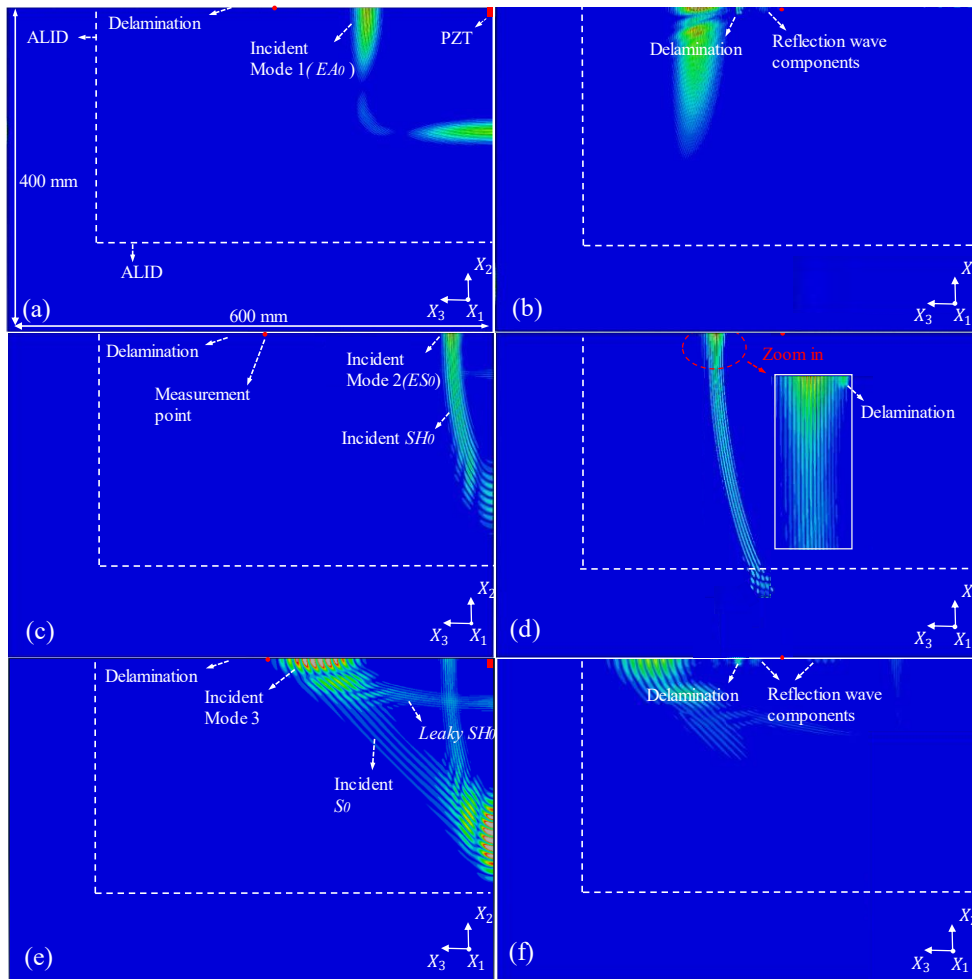 Delamination
ALID
Incident
Mode 1( EA0 )
PZT
400 mm
ALID
X2
X3
X1
(a)
600 mm
Delamination
Reflection wave
components
X
X3
X1
(b)
Delamination
Measurement
point
Incident
Mode 2(ES0)
Incident SH0
X2
X3
X1
(c)
Zoom in
Delamination
X
X3
X1
(d)
Delamination
Incident
Mode 3
Leaky SH0
Incident
S0
X2
X3
X1
(e)
Delamination
Reflection wave
components
X2
X3
X1
(f)